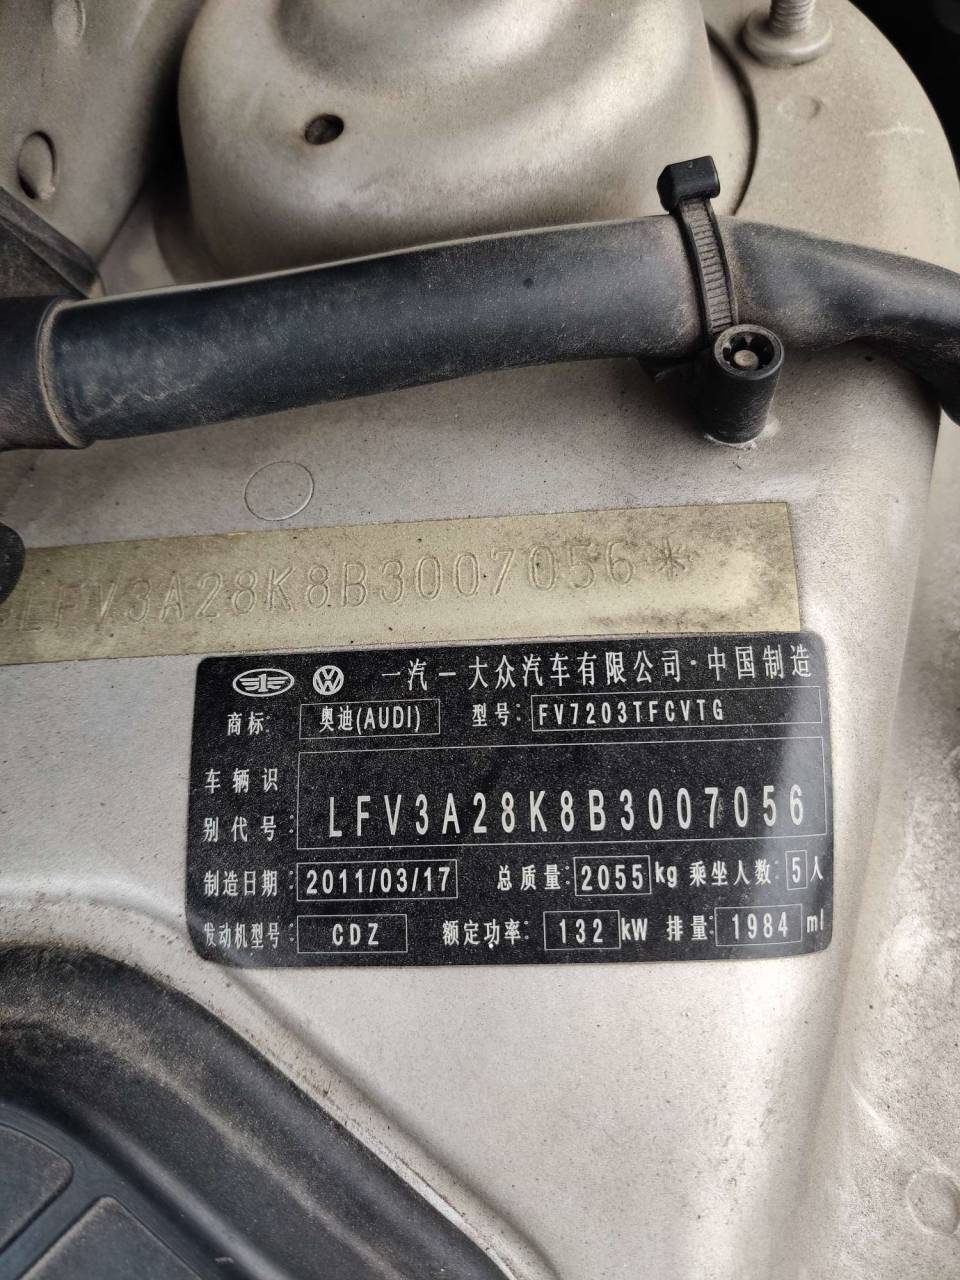 LFV3A28K8B3007056*
一汽一大众汽车有限公司·中国制造
商标: 奥迪(AUDI) 型号: FV7203TFCVTG
车辆识别代号: LFV3A28K8B3007056
制造日期: 2011/03/17 总质量: 2055 kg 乘坐人数: 5 人
发动机型号: CDZ 额定功率: 132 kW 排量: 1984 ml